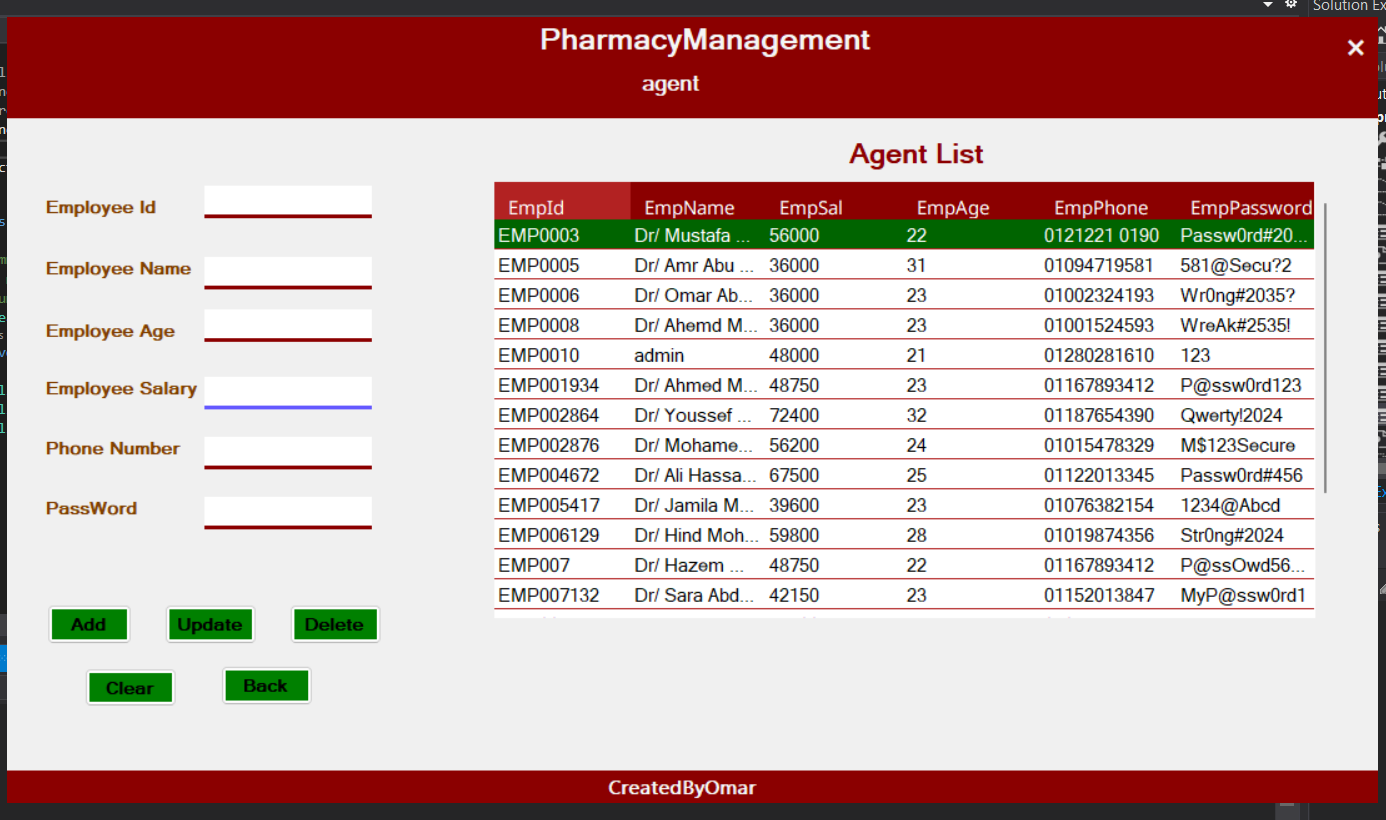 Solution Ex
PharmacyManagement
agent
Agent List
Employee Id
Employee Name
Employee Age
Employee Salary
Phone Number
PassWord
Add Update Delete
Clear Back
EmpId EmpName EmpSal EmpAge EmpPhone EmpPassword
EMP0003 Dr/ Mustafa ... 56000 22 0121221 0190 Passw0rd#20...
EMP0005 Dr/ Amr Abu ... 36000 31 01094719581 581@Secu?2
EMP0006 Dr/ Omar Ab... 36000 23 01002324193 Wr0ng#2035?
EMP0008 Dr/ Ahemd M... 36000 23 01001524593 WreAk#2535!
EMP0010 admin 48000 21 01280281610 123
EMP001934 Dr/ Ahmed M... 48750 23 01167893412 P@ssw0rd123
EMP002864 Dr/ Youssef ... 72400 32 01187654390 Qwerty!2024
EMP002876 Dr/ Mohame... 56200 24 01015478329 M$123Secure
EMP004672 Dr/ Ali Hassa... 67500 25 01122013345 Passw0rd#456
EMP005417 Dr/ Jamila M... 39600 23 01076382154 1234@Abcd
EMP006129 Dr/ Hind Moh... 59800 28 01019874356 Str0ng#2024
EMP007 Dr/ Hazem ... 48750 22 01167893412 P@ssOwd56...
EMP007132 Dr/ Sara Abd... 42150 23 01152013847 MyP@ssw0rd1
CreatedByOmar